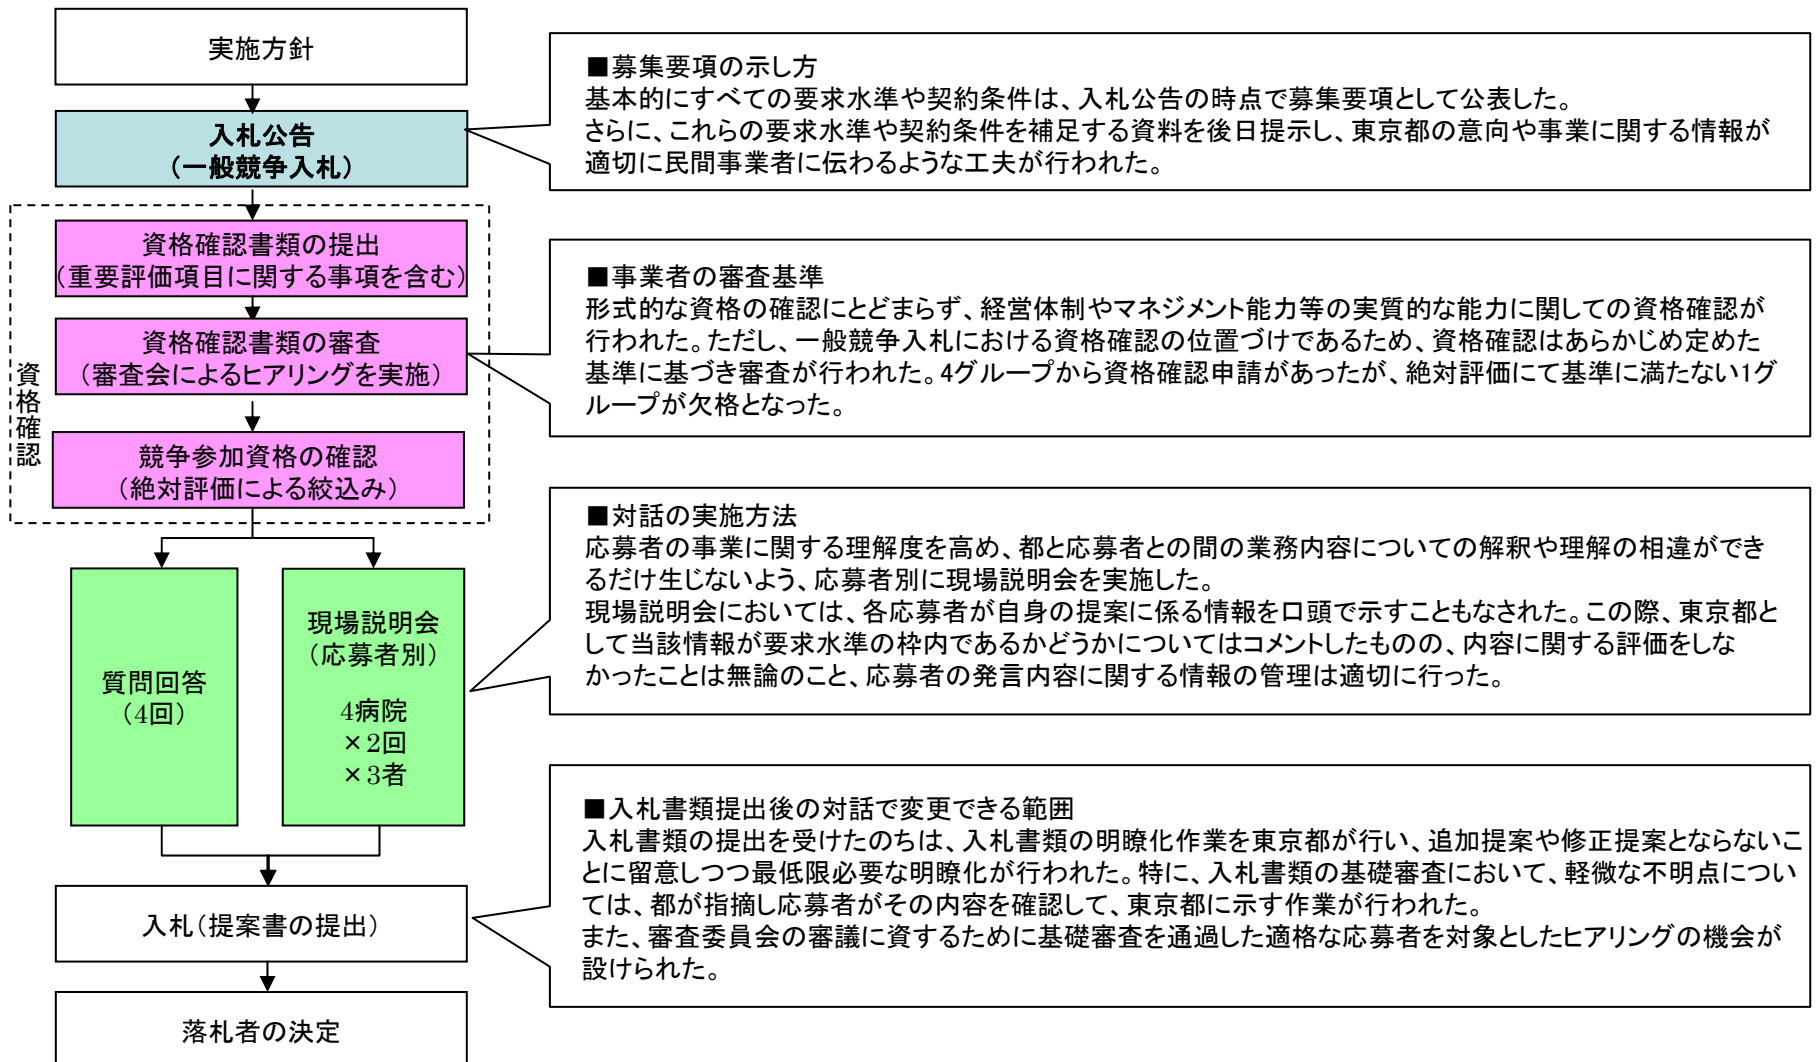 実施方針
入札公告
（一般競争入札）
資格確認
資格確認書類の提出
（重要評価項目に関する事項を含む）
資格確認書類の審査
（審査会によるヒアリングを実施）
競争参加資格の確認
（絶対評価による絞込み）
質問回答
（4回）
現場説明会
（応募者別）
4病院
×2回
×3者
入札（提案書の提出）
落札者の決定
■募集要項の示し方
基本的にすべての要求水準や契約条件は、入札公告の時点で募集要項として公表した。
さらに、これらの要求水準や契約条件を補足する資料を後日提示し、東京都の意向や事業に関する情報が
適切に民間事業者に伝わるような工夫が行われた。
■事業者の審査基準
形式的な資格の確認にとどまらず、経営体制やマネジメント能力等の実質的な能力に関しての資格確認が
行われた。ただし、一般競争入札における資格確認の位置づけであるため、資格確認はあらかじめ定めた
基準に基づき審査が行われた。4グループから資格確認申請があったが、絶対評価にて基準に満たない1グ
ループが欠格となった。
■対話の実施方法
応募者の事業に関する理解度を高め、都と応募者との間の業務内容についての解釈や理解の相違ができ
るだけ生じないよう、応募者別に現場説明会を実施した。
現場説明会においては、各応募者が自身の提案に係る情報を口頭で示すこともなされた。この際、東京都と
して当該情報が要求水準の枠内であるかどうかについてはコメントしたものの、内容に関する評価をしな
かったことは無論のこと、応募者の発言内容に関する情報の管理は適切に行った。
■入札書類提出後の対話で変更できる範囲
入札書類の提出を受けたのちは、入札書類の明瞭化作業を東京都が行い、追加提案や修正提案とならないこ
とに留意しつつ最低限必要な明瞭化が行われた。特に、入札書類の基礎審査において、軽微な不明点につい
ては、都が指摘し応募者がその内容を確認して、東京都に示す作業が行われた。
また、審査委員会の審議に資するために基礎審査を通過した適格な応募者を対象としたヒアリングの機会が
設けられた。